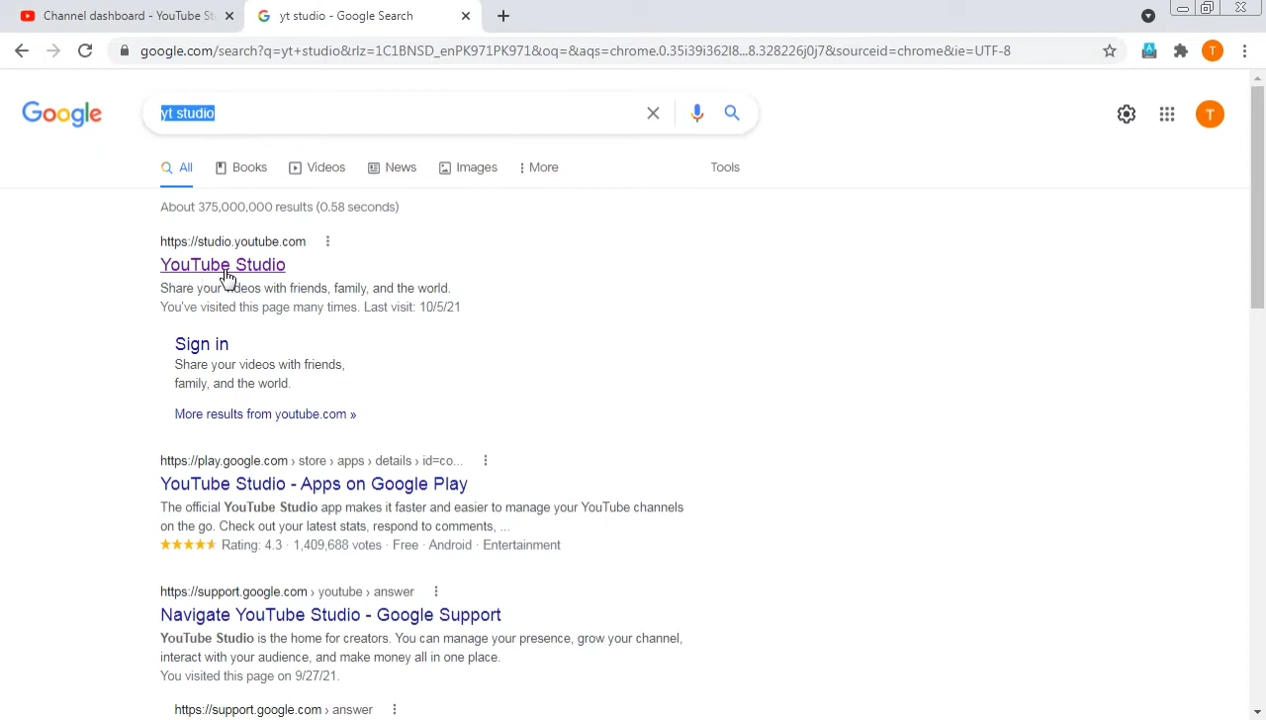 Channel dashboard - YouTube St
yt studio - Google Search
google.com/search?q=yt+studio&rlz=1C1BNSD_enPK971PK971&oq=&aqs=chrome.0.35i39i362l8...8.328226j0j7&sourceid=chrome&ie=UTF-8
T
Google
yt studio
T
All
Books
Videos
News
Images
More
Tools
About 375,000,000 results (0.58 seconds)
https://studio.youtube.com
YouTube Studio
Share your videos with friends, family, and the world.
You've visited this page many times. Last visit: 10/5/21
Sign in
Share your videos with friends,
family, and the world.
More results from youtube.com »
https://play.google.com › store › apps › details › id=co...
YouTube Studio - Apps on Google Play
The official YouTube Studio app makes it faster and easier to manage your YouTube channels
on the go. Check out your latest stats, respond to comments, ...
Rating: 4.3 · 1,409,688 votes · Free · Android · Entertainment
https://support.google.com › youtube › answer
Navigate YouTube Studio - Google Support
YouTube Studio is the home for creators. You can manage your presence, grow your channel,
interact with your audience, and make money all in one place.
You visited this page on 9/27/21.
https://support.google.com › answer